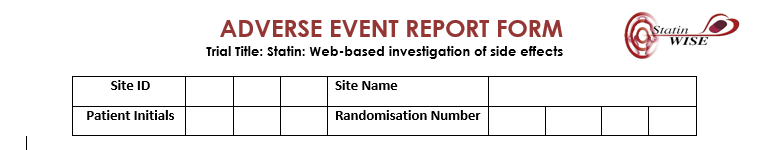 ADVERSE EVENT REPORT FORM
Trial Title: Statin: Web-based investigation of side effects
Statin
WISE
Site ID
Site Name
Patient Initials
Randomisation Number